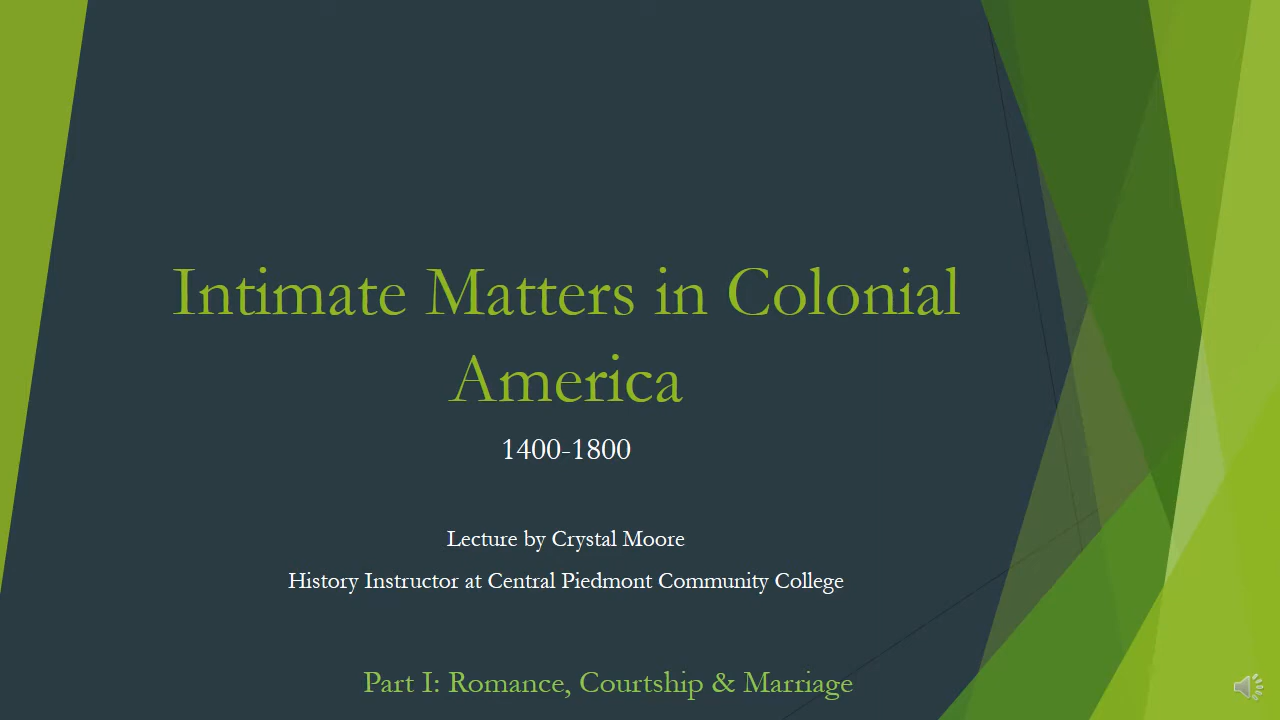 Intimate Matters in Colonial
America
1400-1800
Lecture by Crystal Moore
History Instructor at Central Piedmont Community College
Part I: Romance, Courtship & Marriage